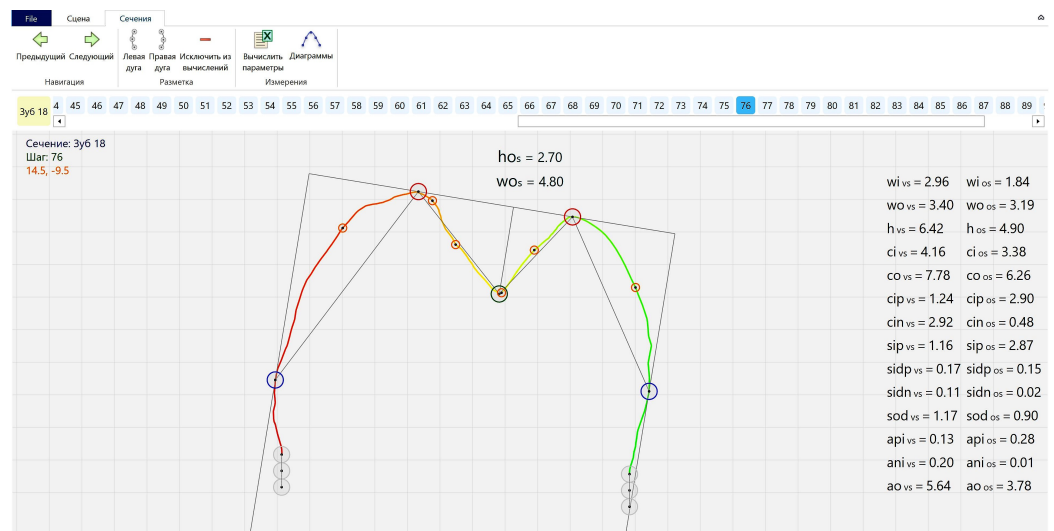 File Сцена Сечения
Предыдущий Следующий Левая дуга Правая дуга Исключить из вычислений Вычислить параметры Диаграммы
Навигация Разметка Измерения
Зуб 18 4 45 46 47 48 49 50 51 52 53 54 55 56 57 58 59 60 61 62 63 64 65 66 67 68 69 70 71 72 73 74 75 76 77 78 79 80 81 82 83 84 85 86 87 88 89
Сечение: Зуб 18
Шаг: 76
14.5, -9.5
hos = 2.70
wos = 4.80
wi vs = 2.96 wi os = 1.84
wo vs = 3.40 wo os = 3.19
h vs = 6.42 h os = 4.90
ci vs = 4.16 ci os = 3.38
co vs = 7.78 co os = 6.26
cip vs = 1.24 cip os = 2.90
cin vs = 2.92 cin os = 0.48
sip vs = 1.16 sip os = 2.87
sidp vs = 0.17 sidp os = 0.15
sidn vs = 0.11 sidn os = 0.02
sod vs = 1.17 sod os = 0.90
api vs = 0.13 api os = 0.28
ani vs = 0.20 ani os = 0.01
ao vs = 5.64 ao os = 3.78